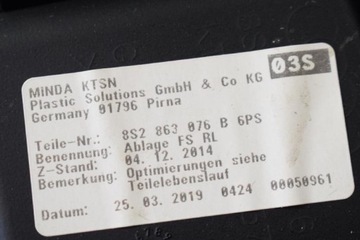 MINDA KTSN
Plastic Solutions GmbH & Co KG
Germany 01796 Pirna
03S
Teile-Nr.: 8S2 863 076 B 6PS
Benennung: Ablage FS RL
Z-Stand: 04. 12. 2014
Bemerkung: Optimierungen siehe
Teilelebenslauf
Datum: 25. 03. 2019 0424 00050961